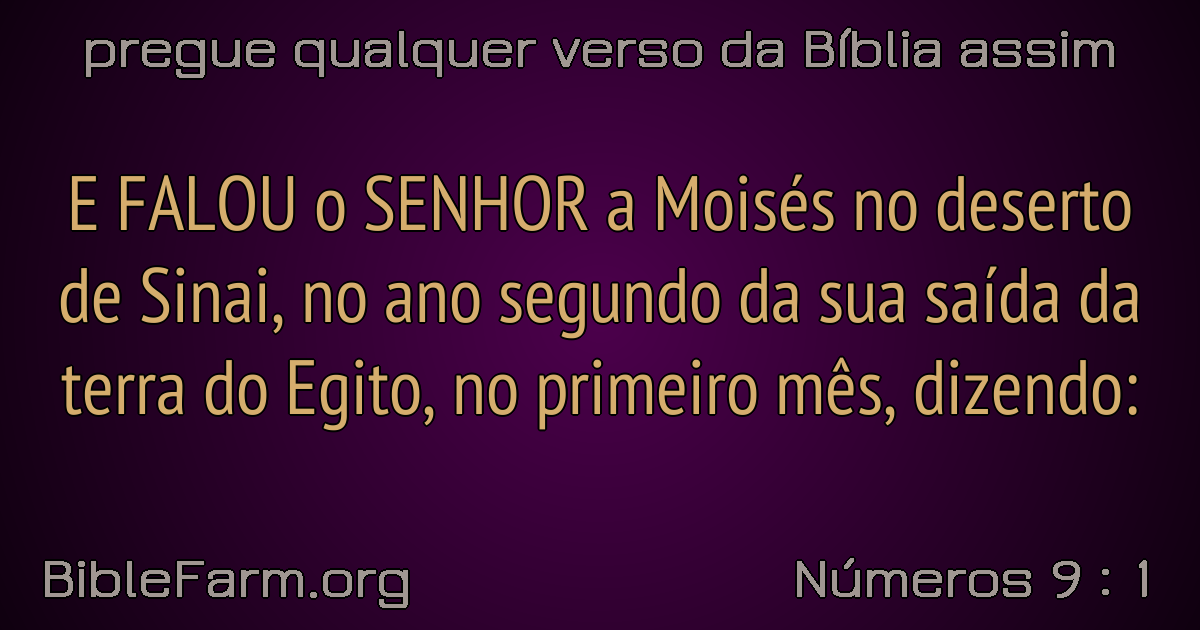 pregue qualquer verso da Bíblia assim
E FALOU o SENHOR a Moisés no deserto
de Sinai, no ano segundo da sua saída da
terra do Egito, no primeiro mês, dizendo:
BibleFarm.org
Números 9 : 1